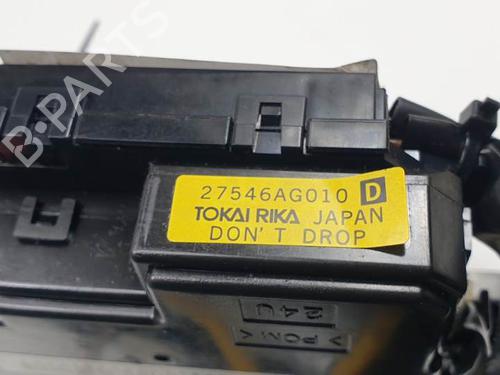 B-PARTS
27546AG010 D
TOKAI RIKA JAPAN
DON'T DROP
>POM<
24U